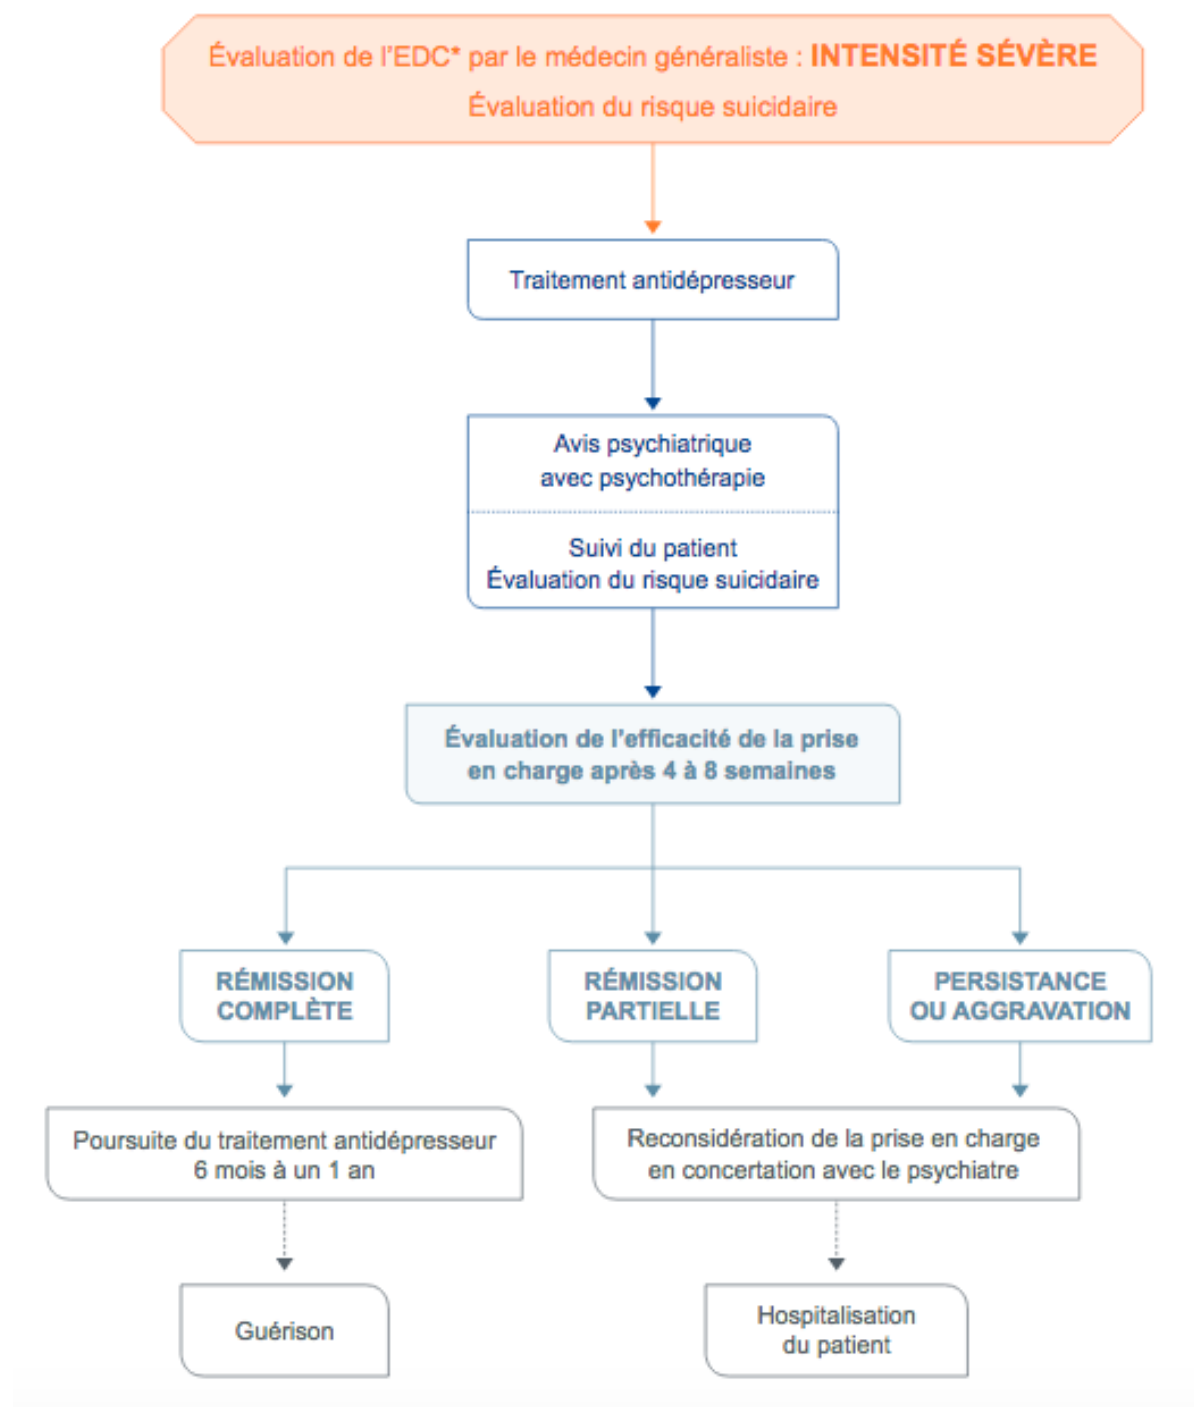 Évaluation de l'EDC* par le médecin généraliste : INTENSITÉ SÉVÈRE
Évaluation du risque suicidaire
Traitement antidépresseur
Avis psychiatrique
avec psychothérapie
Suivi du patient
Évaluation du risque suicidaire
Évaluation de l'efficacité de la prise
en charge après 4 à 8 semaines
RÉMISSION
COMPLÈTE
RÉMISSION
PARTIELLE
PERSISTANCE
OU AGGRAVATION
Poursuite du traitement antidépresseur
6 mois à un 1 an
Reconsidération de la prise en charge
en concertation avec le psychiatre
Guérison
Hospitalisation
du patient